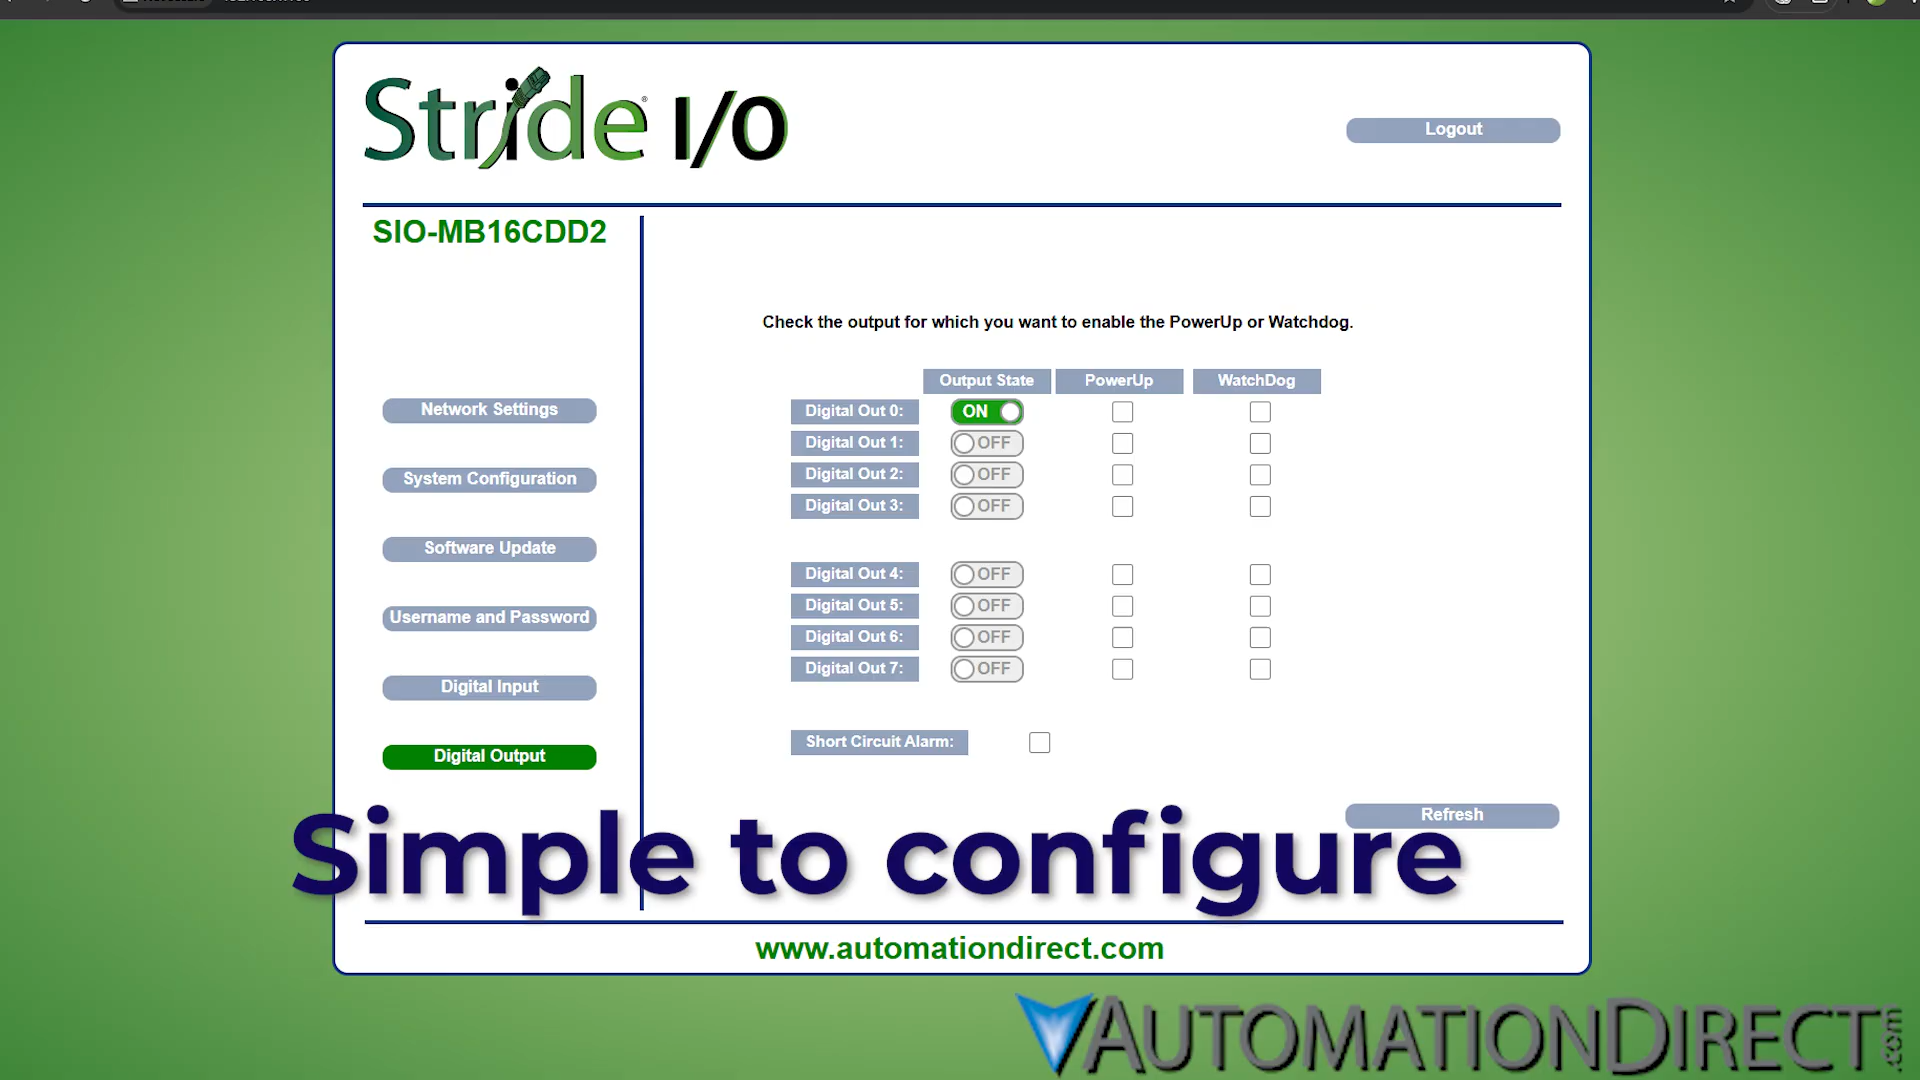 Stride® I/O
Logout
SIO-MB16CDD2
Check the output for which you want to enable the PowerUp or Watchdog.
Output State PowerUp WatchDog
Digital Out 0: ON
Digital Out 1: OFF
Digital Out 2: OFF
Digital Out 3: OFF
Digital Out 4: OFF
Digital Out 5: OFF
Digital Out 6: OFF
Digital Out 7: OFF
Short Circuit Alarm:
Network Settings
System Configuration
Software Update
Username and Password
Digital Input
Digital Output
Refresh
Simple to configure
www.automationdirect.com
AUTOMATIONDIRECT.com